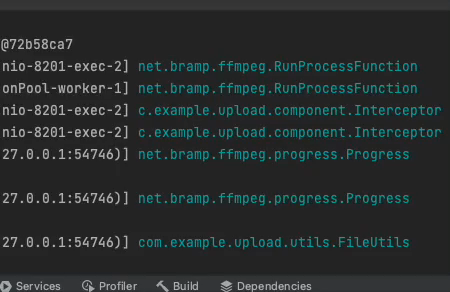 @72b58ca7
nio-8201-exec-2] net.bramp.ffmpeg.RunProcessFunction
onPool-worker-1] net.bramp.ffmpeg.RunProcessFunction
nio-8201-exec-2] c.example.upload.component.Interceptor
nio-8201-exec-2] c.example.upload.component.Interceptor
27.0.0.1:54746)] net.bramp.ffmpeg.progress.Progress
27.0.0.1:54746)] net.bramp.ffmpeg.progress.Progress
27.0.0.1:54746)] com.example.upload.utils.FileUtils
Services Profiler Build Dependencies